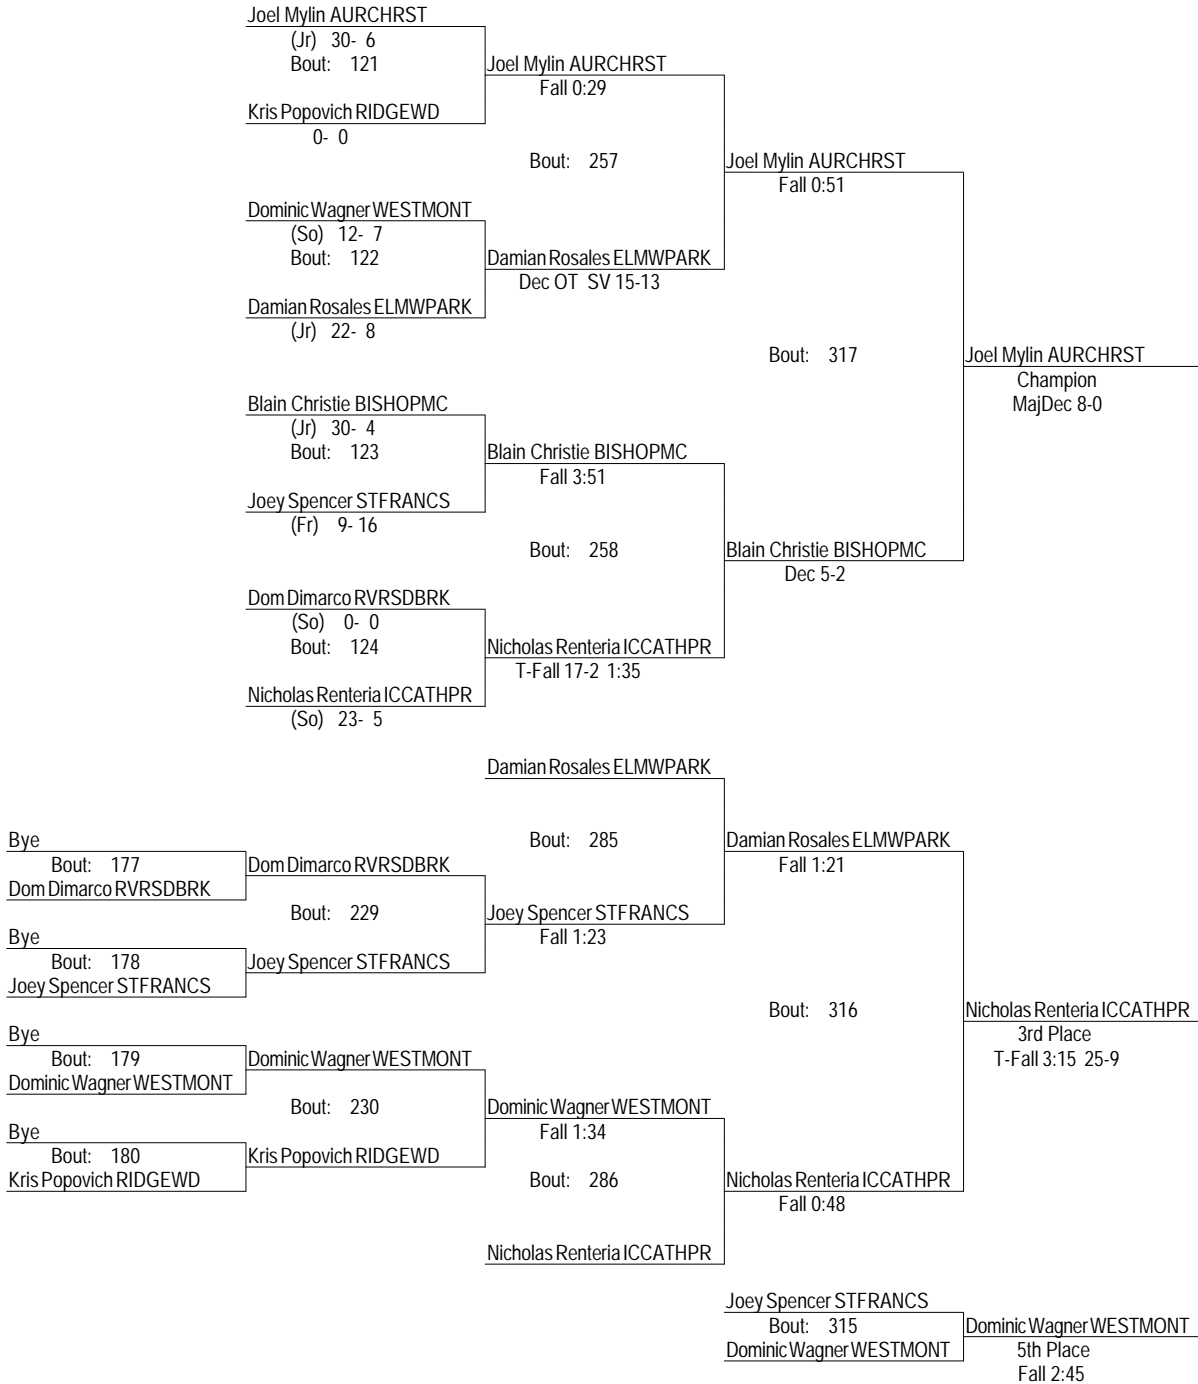 Joel Mylin AURCHRST
(Jr) 30- 6
Bout: 121
Joel Mylin AURCHRST
Fall 0:29
Kris Popovich RIDGEWD
0- 0
Bout: 257
Joel Mylin AURCHRST
Fall 0:51
Dominic Wagner WESTMONT
(So) 12- 7
Bout: 122
Damian Rosales ELMWPARK
Dec OT SV 15-13
Damian Rosales ELMWPARK
(Jr) 22- 8
Bout: 317
Joel Mylin AURCHRST
Champion
MajDec 8-0
Blain Christie BISHOPMC
(Jr) 30- 4
Bout: 123
Blain Christie BISHOPMC
Fall 3:51
Joey Spencer STFRANCS
(Fr) 9- 16
Bout: 258
Blain Christie BISHOPMC
Dec 5-2
Dom Dimarco RVRSDBRK
(So) 0- 0
Bout: 124
Nicholas Renteria ICCATHPR
T-Fall 17-2 1:35
Nicholas Renteria ICCATHPR
(So) 23- 5
Damian Rosales ELMWPARK
Bout: 285
Damian Rosales ELMWPARK
Fall 1:21
Bye
Bout: 177
Dom Dimarco RVRSDBRK
Dom Dimarco RVRSDBRK
Bout: 229
Joey Spencer STFRANCS
Fall 1:23
Bye
Bout: 178
Joey Spencer STFRANCS
Joey Spencer STFRANCS
Bout: 316
Nicholas Renteria ICCATHPR
3rd Place
T-Fall 3:15 25-9
Bye
Bout: 179
Dominic Wagner WESTMONT
Dominic Wagner WESTMONT
Bout: 230
Dominic Wagner WESTMONT
Fall 1:34
Bye
Bout: 180
Kris Popovich RIDGEWD
Kris Popovich RIDGEWD
Bout: 286
Nicholas Renteria ICCATHPR
Fall 0:48
Nicholas Renteria ICCATHPR
Joey Spencer STFRANCS
Bout: 315
Dominic Wagner WESTMONT
Dominic Wagner WESTMONT
5th Place
Fall 2:45